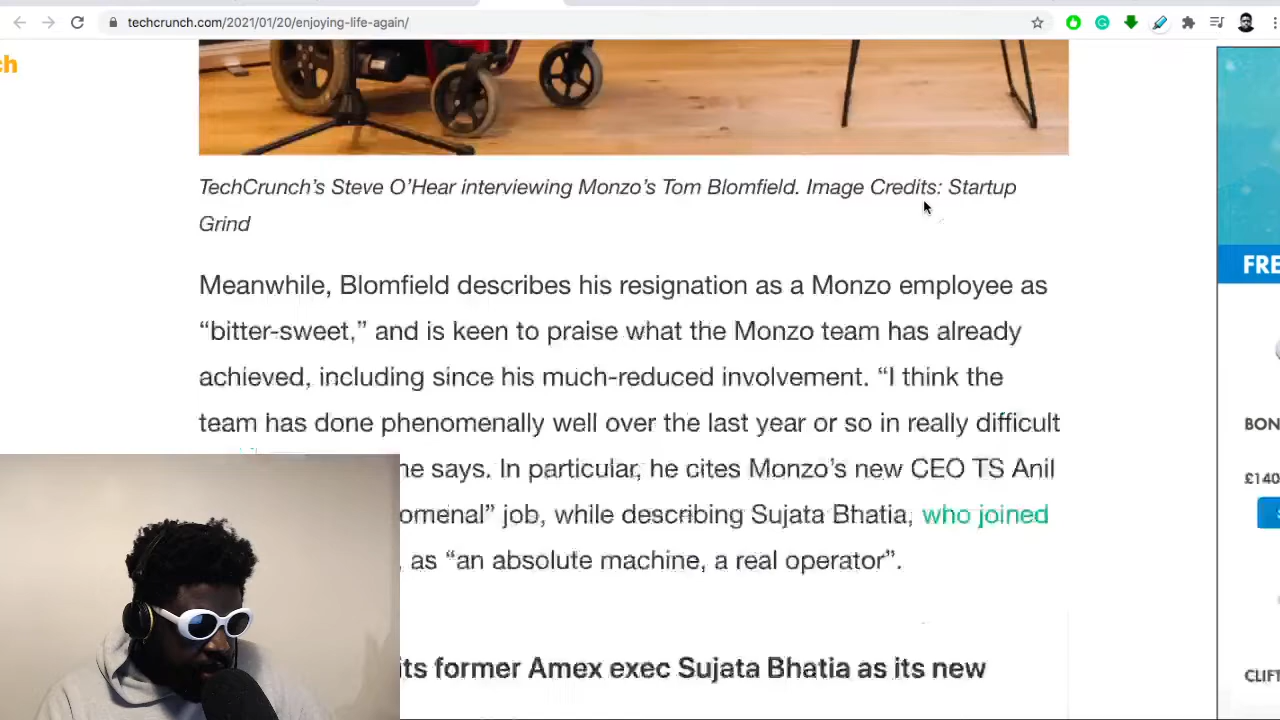 techcrunch.com/2021/01/20/enjoying-life-again/
ch
TechCrunch's Steve O'Hear interviewing Monzo's Tom Blomfield. Image Credits: Startup
Grind
Meanwhile, Blomfield describes his resignation as a Monzo employee as
“bitter-sweet,” and is keen to praise what the Monzo team has already
achieved, including since his much-reduced involvement. “I think the
team has done phenomenally well over the last year or so in really difficult
he says. In particular, he cites Monzo's new CEO TS Anil
omenal” job, while describing Sujata Bhatia, who joined
, as “an absolute machine, a real operator”.
its former Amex exec Sujata Bhatia as its new
FRE
BON
£140
CLIFT